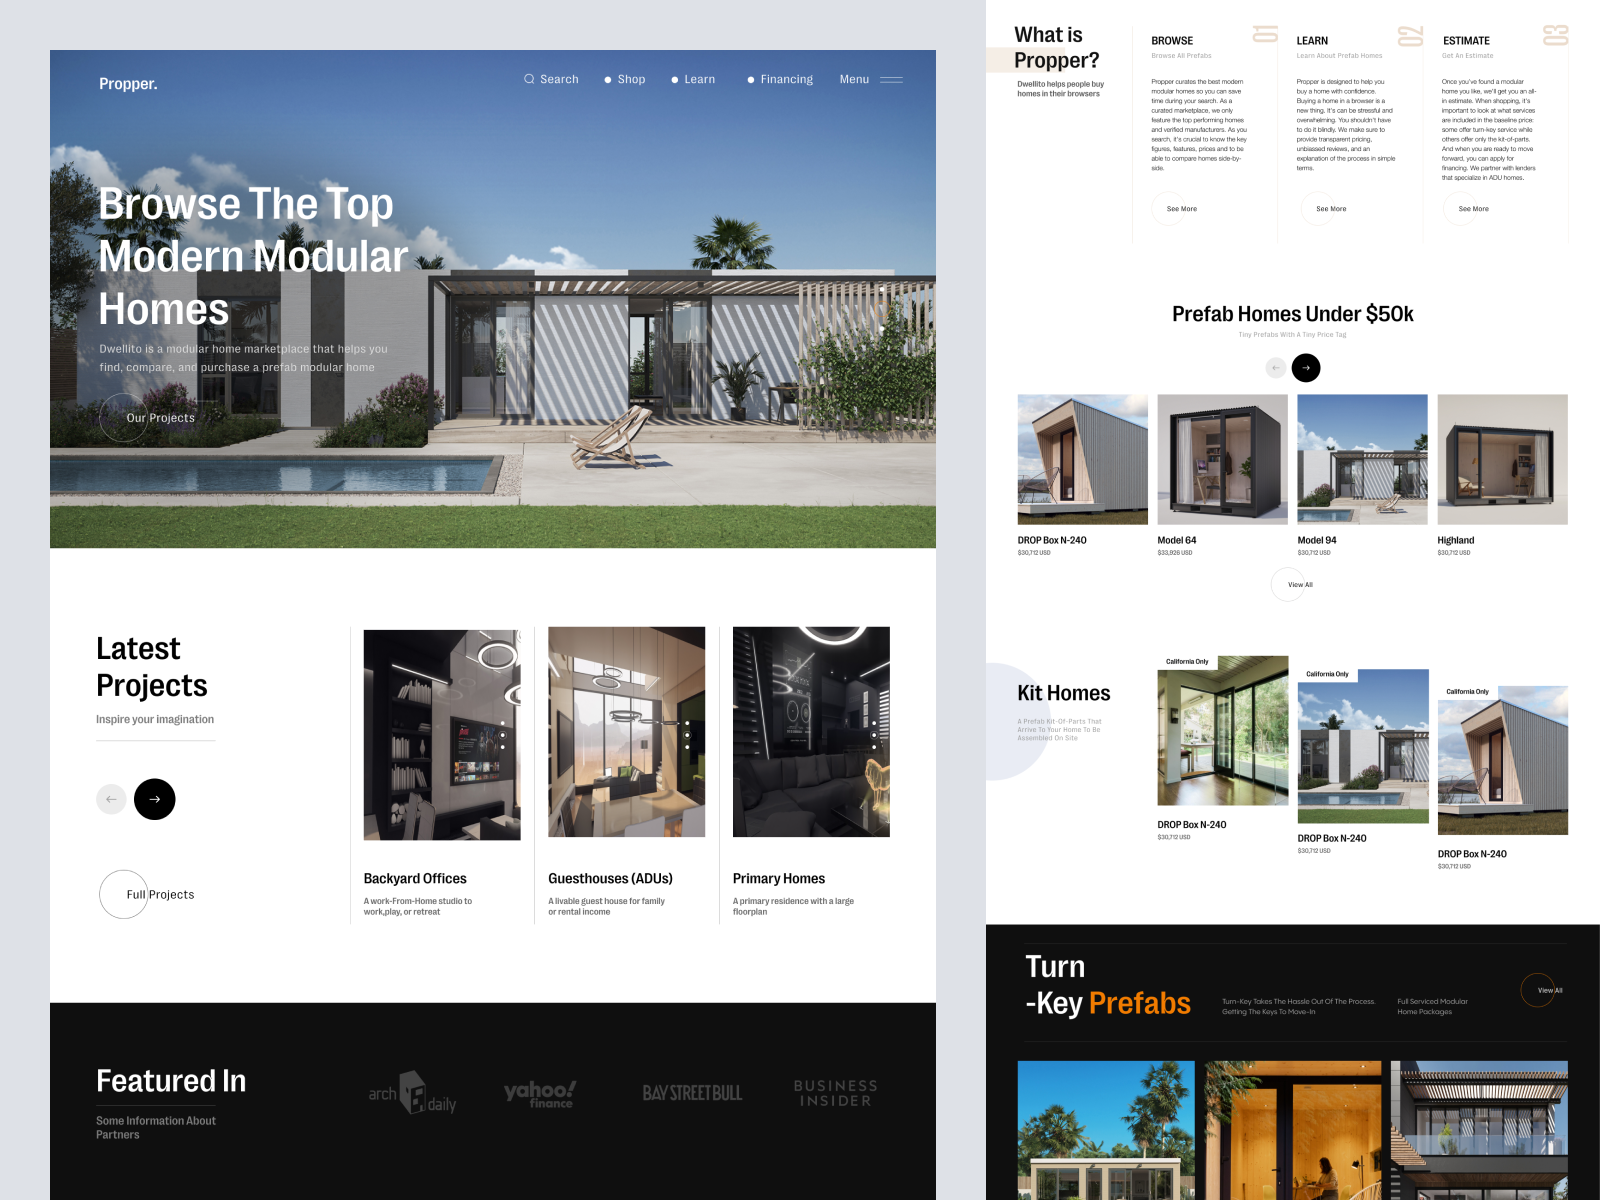 Propper.
Search
Shop
Learn
Financing
Menu
Browse The Top
Modern Modular
Homes
Dwellito is a modular home marketplace that helps you
find, compare, and purchase a prefab modular home
Our Projects
Latest
Projects
Inspire your imagination
Full Projects
Backyard Offices
A work-From-Home studio to
work,play, or retreat
Guesthouses (ADUs)
A livable guest house for family
or rental income
Primary Homes
A primary residence with a large
floorplan
Featured In
Some Information About
Partners
arch
daily
yahoo!
finance
BAYSTREETBULL
BUSINESS
INSIDER
What is
Propper?
Dwellito helps people buy
homes in their browsers
01
BROWSE
Browse All Prefabs
Propper curates the best modern
modular homes so you can save
time during your search. As a
curated marketplace, we only
feature the top performing homes
and verified manufacturers. As you
search, it's crucial to know the key
figures, features, prices and to be
able to compare homes side-by-
side.
See More
02
LEARN
Learn About Prefab Homes
Propper is designed to help you
buy a home with confidence.
Buying a home in a browser is a
new thing. It's can be stressful and
overwhelming. You shouldn't have
to do it blindly. We make sure to
provide transparent pricing,
unbiassed reviews, and an
explanation of the process in simple
terms.
See More
03
ESTIMATE
Get An Estimate
Once you've found a modular
home you like, we'll get you an all-
in estimate. When shopping, it's
important to look at what services
are included in the baseline price:
some offer turn-key service while
others offer only the kit-of-parts.
And when you are ready to move
forward, you can apply for
financing. We partner with lenders
that specialize in ADU homes.
See More
Prefab Homes Under $50k
Tiny Prefabs With A Tiny Price Tag
DROP Box N-240
$30,712 USD
Model 64
$33,926 USD
Model 94
$30,712 USD
Highland
$30,712 USD
View All
Kit Homes
A Prefab Kit-Of-Parts That
Arrive To Your Home To Be
Assembled On Site
California Only
DROP Box N-240
$30,712 USD
California Only
DROP Box N-240
$30,712 USD
California Only
DROP Box N-240
$30,712 USD
Turn
-Key Prefabs
Turn-Key Takes The Hassle Out Of The Process.
Getting The Keys To Move-In
Full Serviced Modular
Home Packages
View All